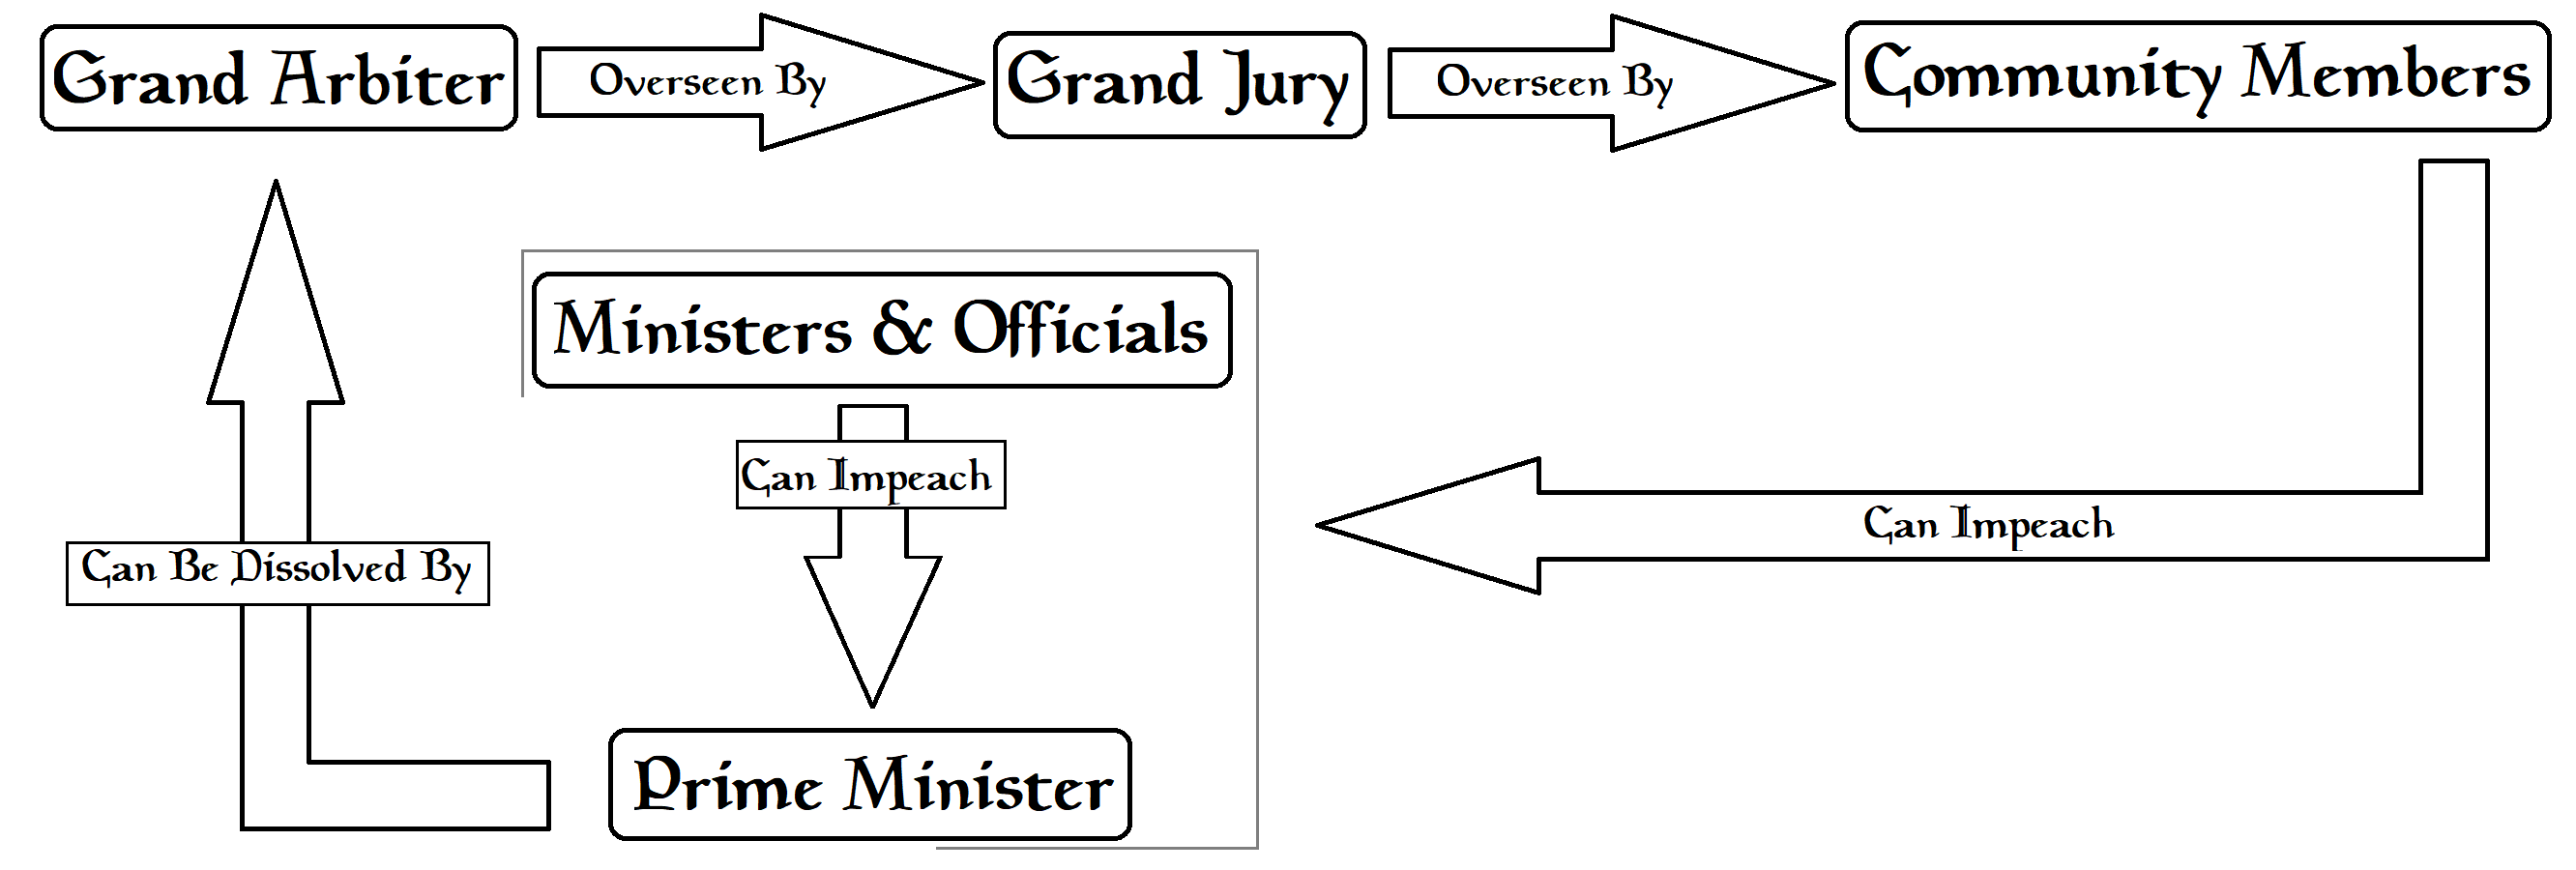 Grand Arbiter
Overseen By
Grand Jury
Overseen By
Community Members
Ministers & Officials
Can Impeach
Can Impeach
Can Be Dissolved By
Prime Minister